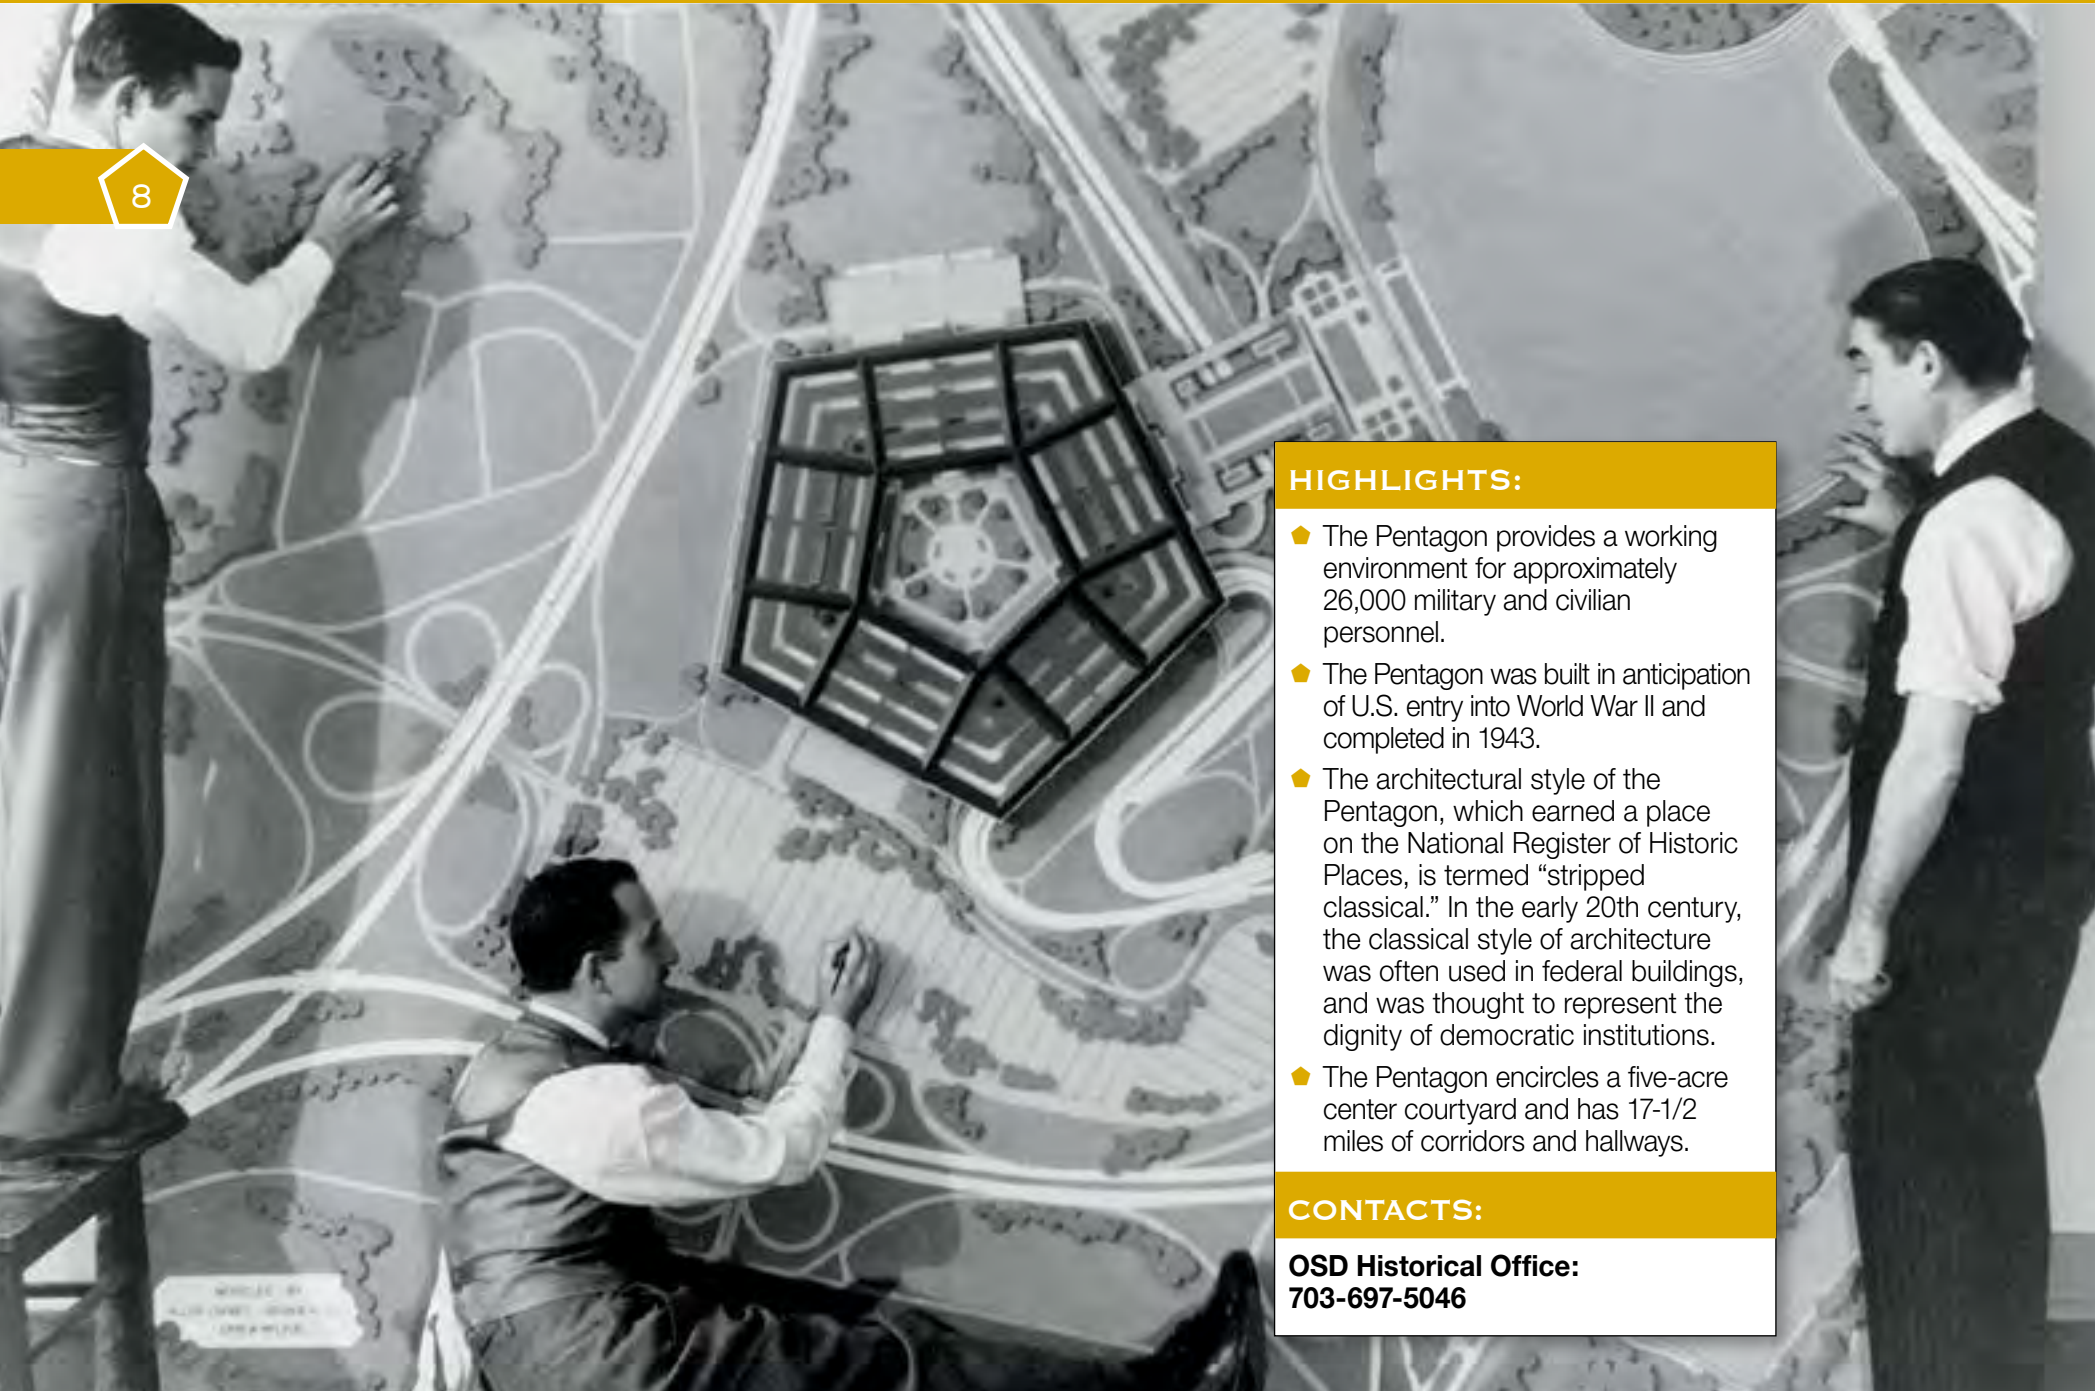 8
HIGHLIGHTS:
The Pentagon provides a working
environment for approximately
26,000 military and civilian
personnel.
The Pentagon was built in anticipation
of U.S. entry into World War II and
completed in 1943.
The architectural style of the
Pentagon, which earned a place
on the National Register of Historic
Places, is termed “stripped
classical.” In the early 20th century,
the classical style of architecture
was often used in federal buildings,
and was thought to represent the
dignity of democratic institutions.
The Pentagon encircles a five-acre
center courtyard and has 17-1/2
miles of corridors and hallways.
CONTACTS:
OSD Historical Office:
703-697-5046